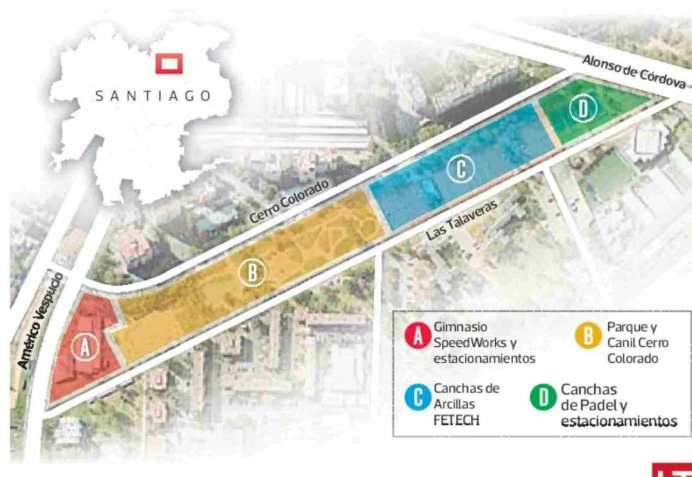 SANTIAGO
Alonso de Córdova
Cerro Colorado
Las Talaveras
Américo Vespucio
A
B
C
D
A Gimnasio
SpeedWorks y
estacionamientos
B Parque y
Canil Cerro
Colorado
C Canchas de
Arcillas
FETECH
D Canchas
de Padel y
estacionamientos